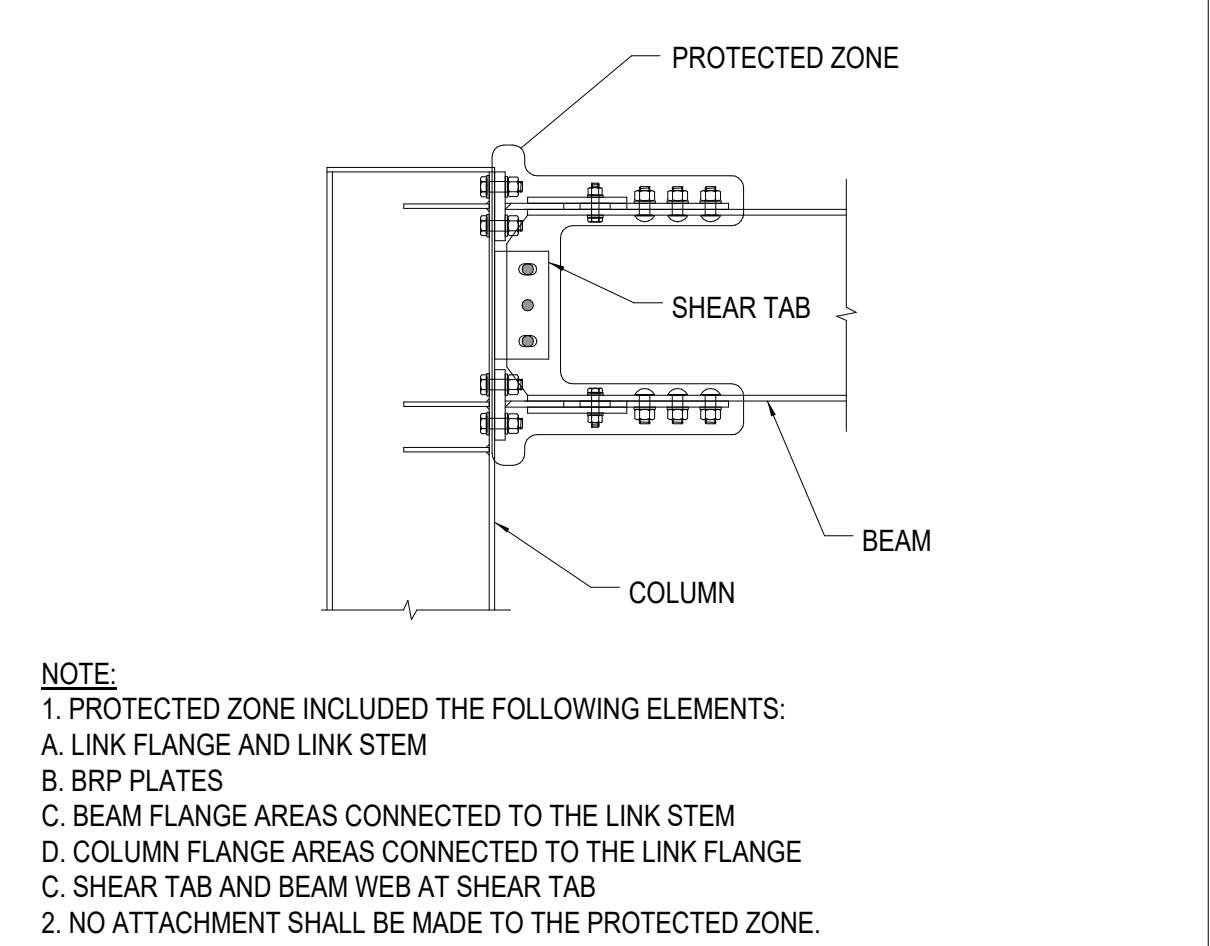 PROTECTED ZONE
SHEAR TAB
BEAM
COLUMN
NOTE:
1. PROTECTED ZONE INCLUDED THE FOLLOWING ELEMENTS:
A. LINK FLANGE AND LINK STEM
B. BRP PLATES
C. BEAM FLANGE AREAS CONNECTED TO THE LINK STEM
D. COLUMN FLANGE AREAS CONNECTED TO THE LINK FLANGE
C. SHEAR TAB AND BEAM WEB AT SHEAR TAB
2. NO ATTACHMENT SHALL BE MADE TO THE PROTECTED ZONE.